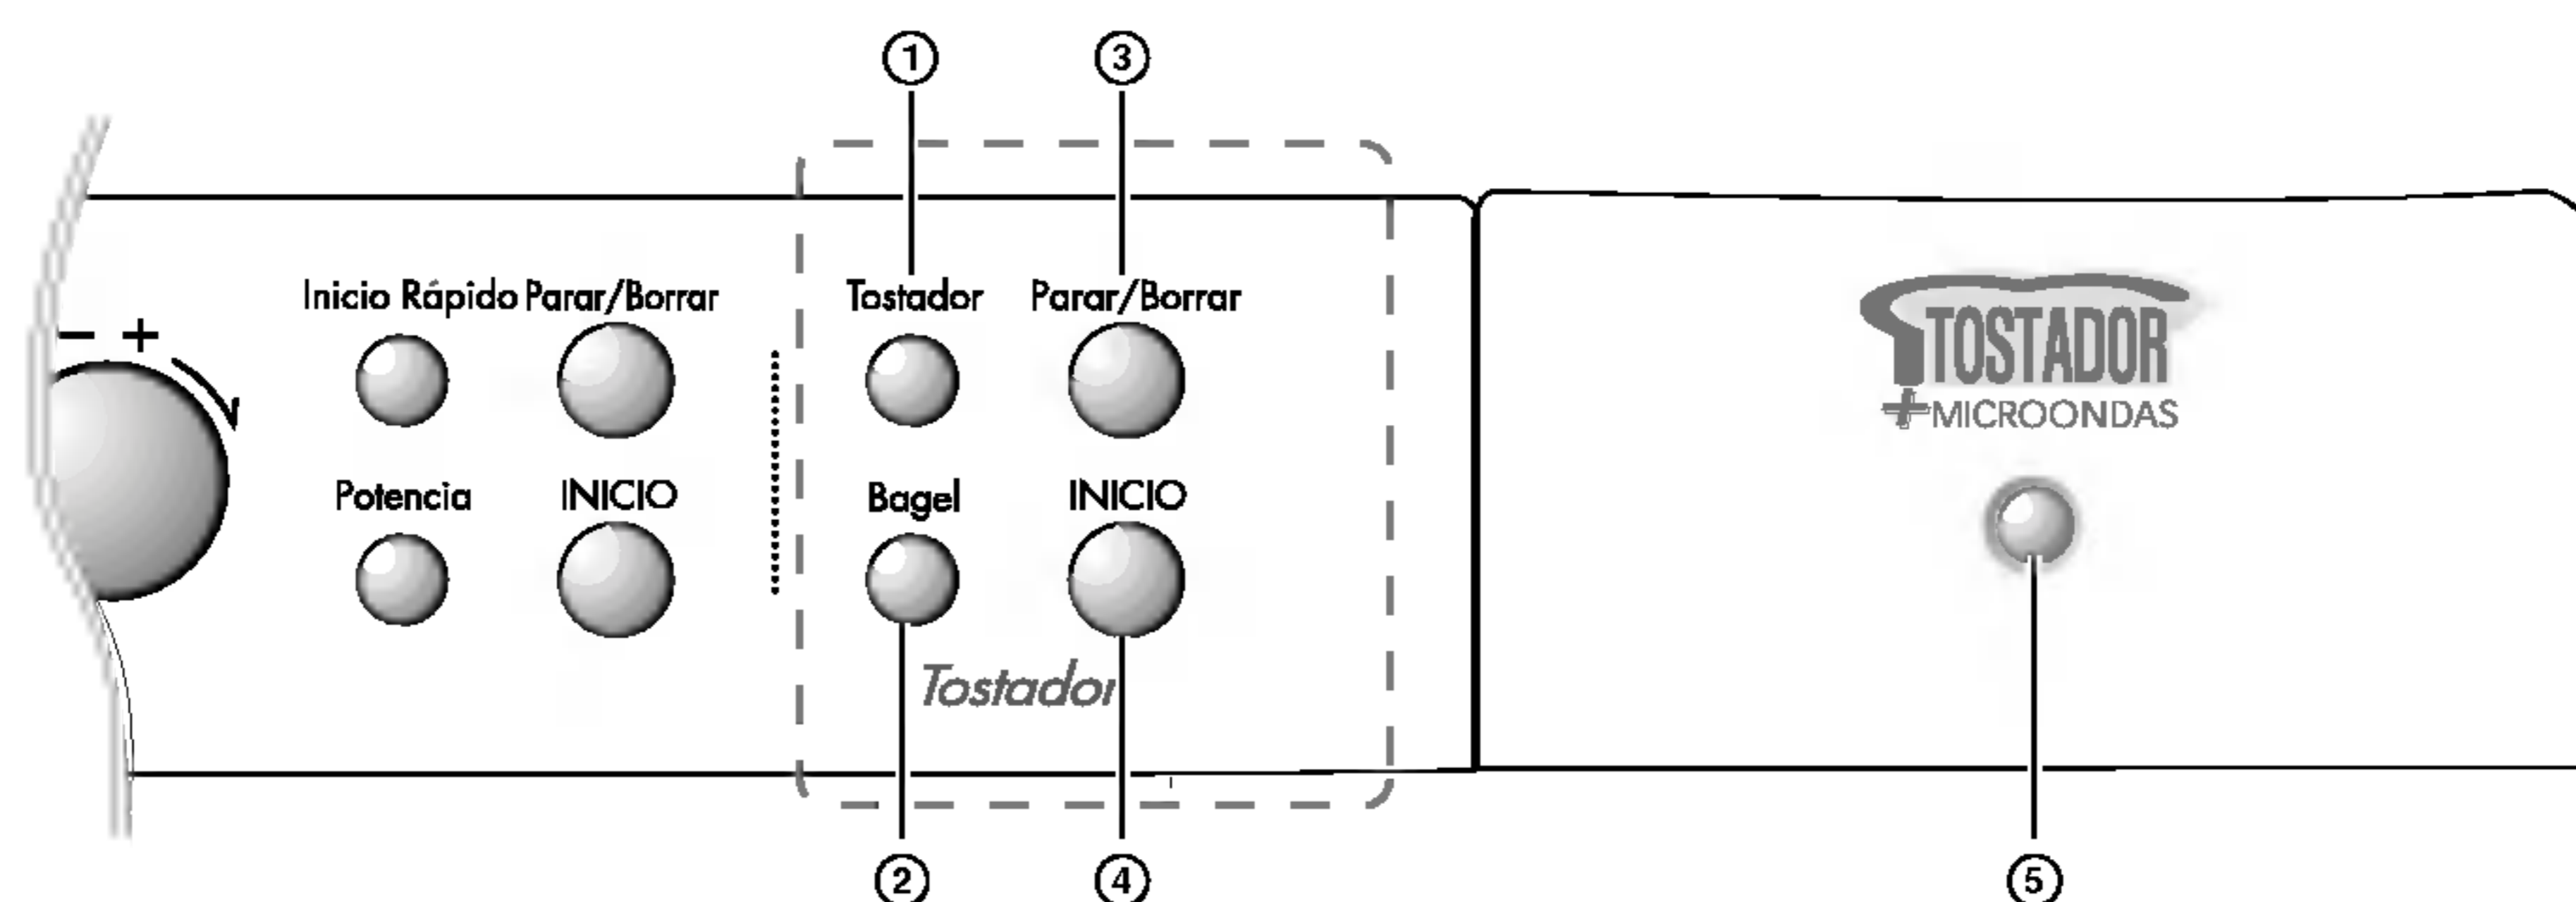 ① ③
Inicio Rápido Parar/Borrar Tostador Parar/Borrar
− +
TOSTADOR
+MICROONDAS
Potencia INICIO Bagel INICIO
Tostador
② ④ ⑤